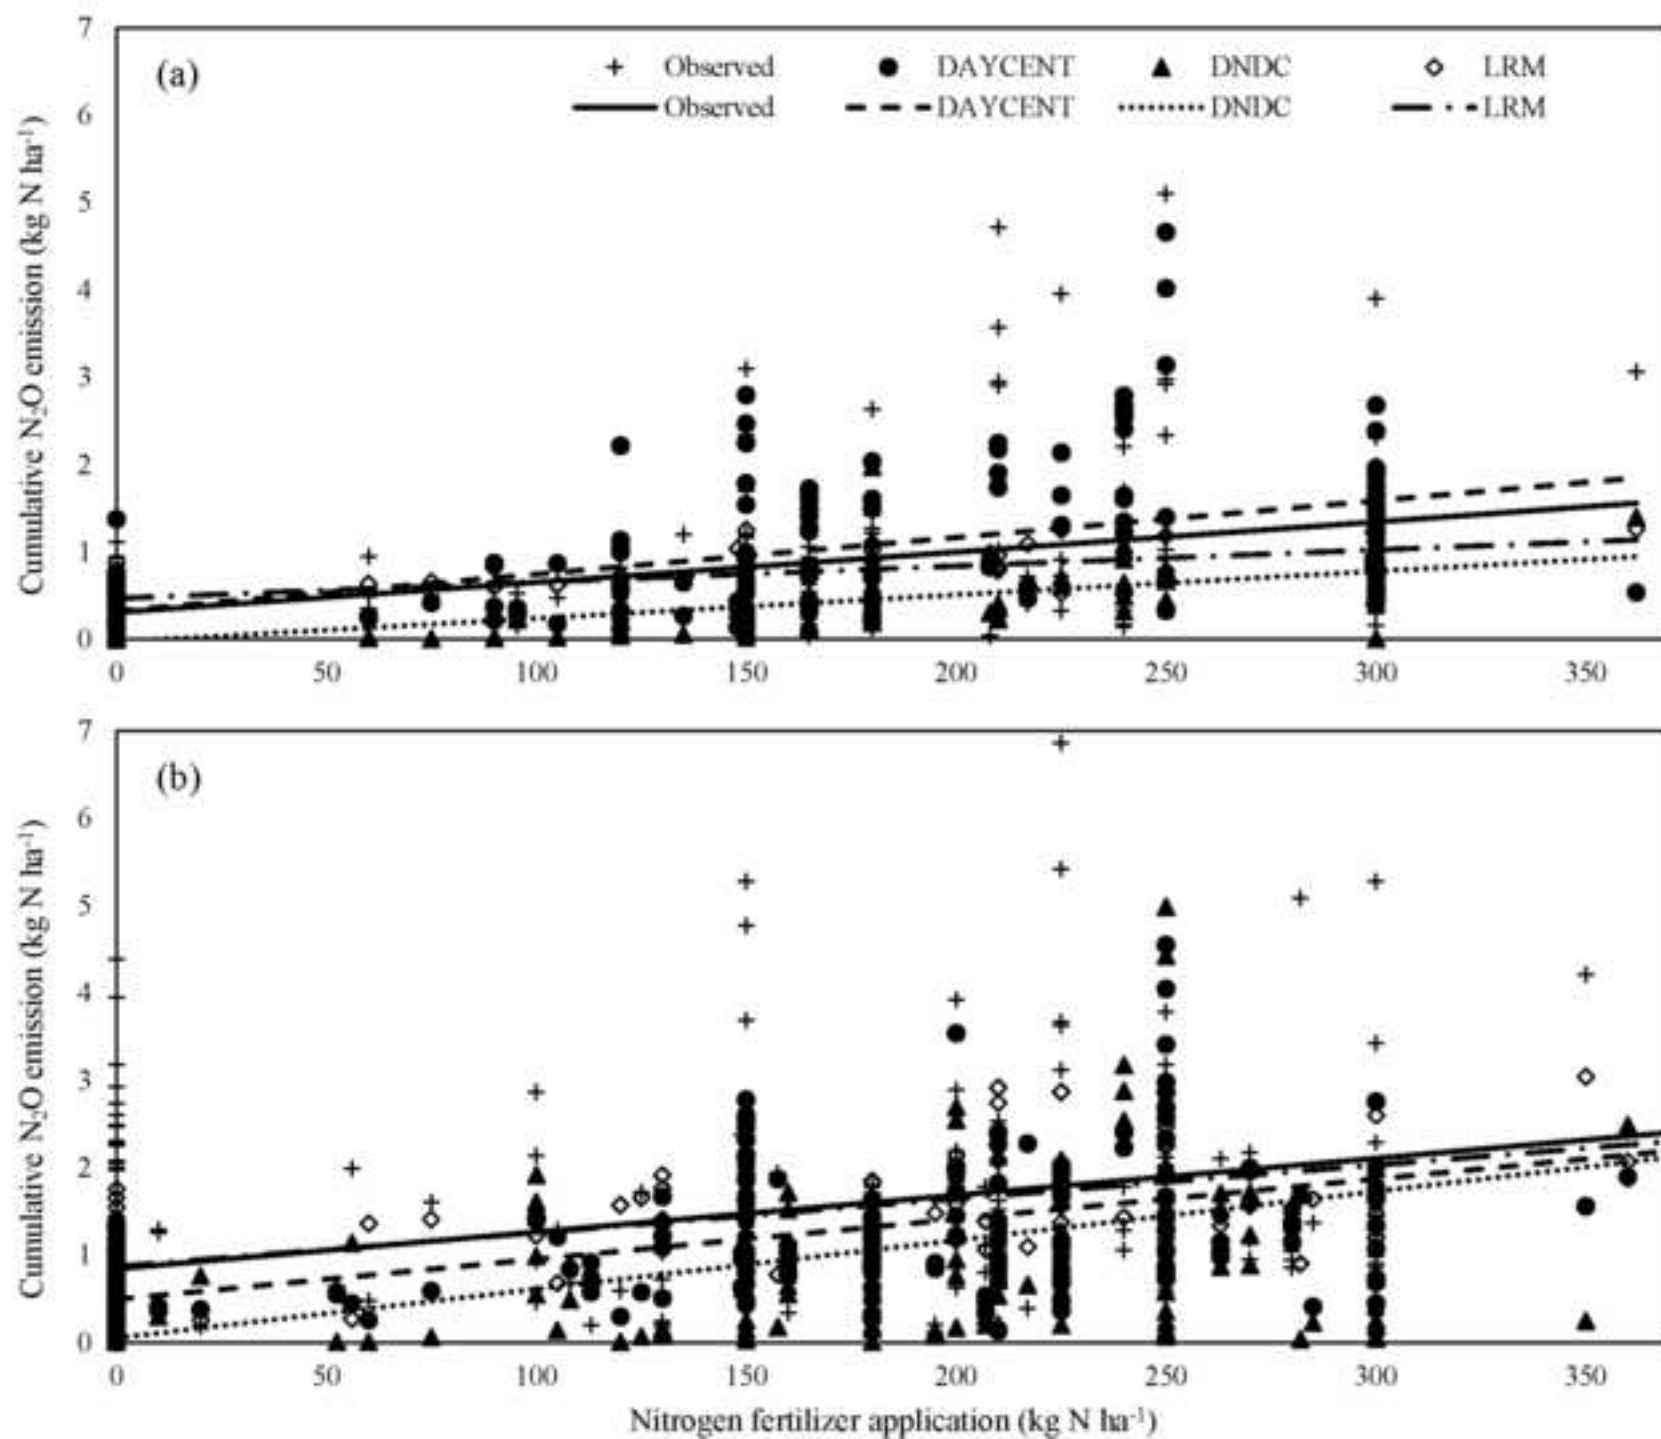 7
(a)
Observed DAYCENT DNDC LRM
Observed DAYCENT DNDC LRM
6
5
4
3
2
1
0
Cumulative N₂O emission (kg N ha⁻¹)
0 50 100 150 200 250 300 350
7
(b)
6
5
4
3
2
1
0
Cumulative N₂O emission (kg N ha⁻¹)
0 50 100 150 200 250 300 350
Nitrogen fertilizer application (kg N ha⁻¹)